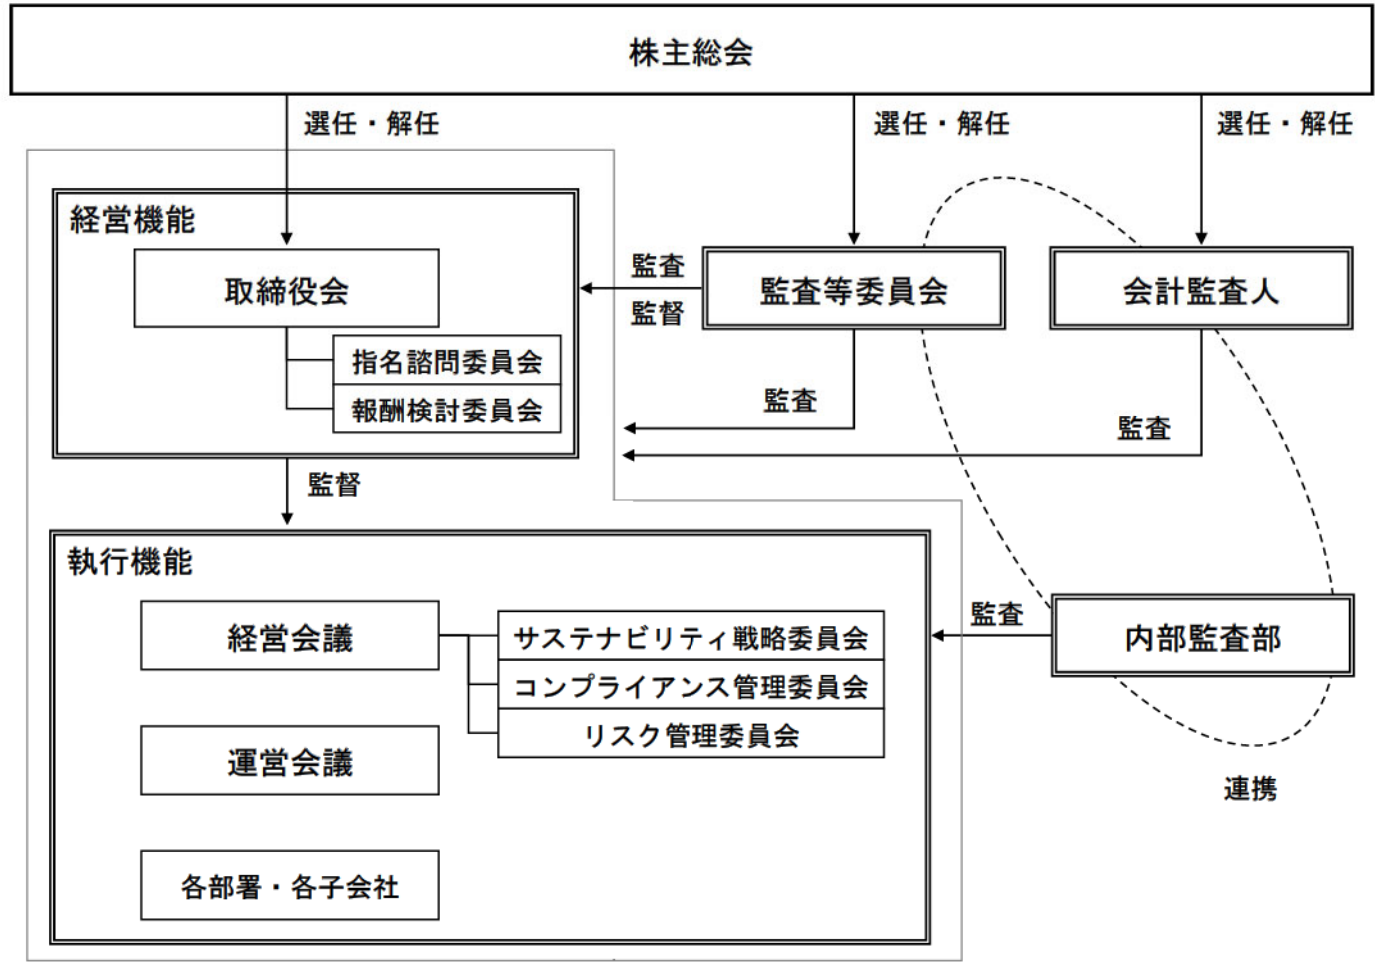 株主総会
選任・解任
選任・解任
選任・解任
経営機能
取締役会
指名諮問委員会
報酬検討委員会
監査
監督
監査等委員会
会計監査人
監査
監査
監督
執行機能
経営会議
サステナビリティ戦略委員会
コンプライアンス管理委員会
リスク管理委員会
運営会議
各部署・各子会社
監査
内部監査部
連携